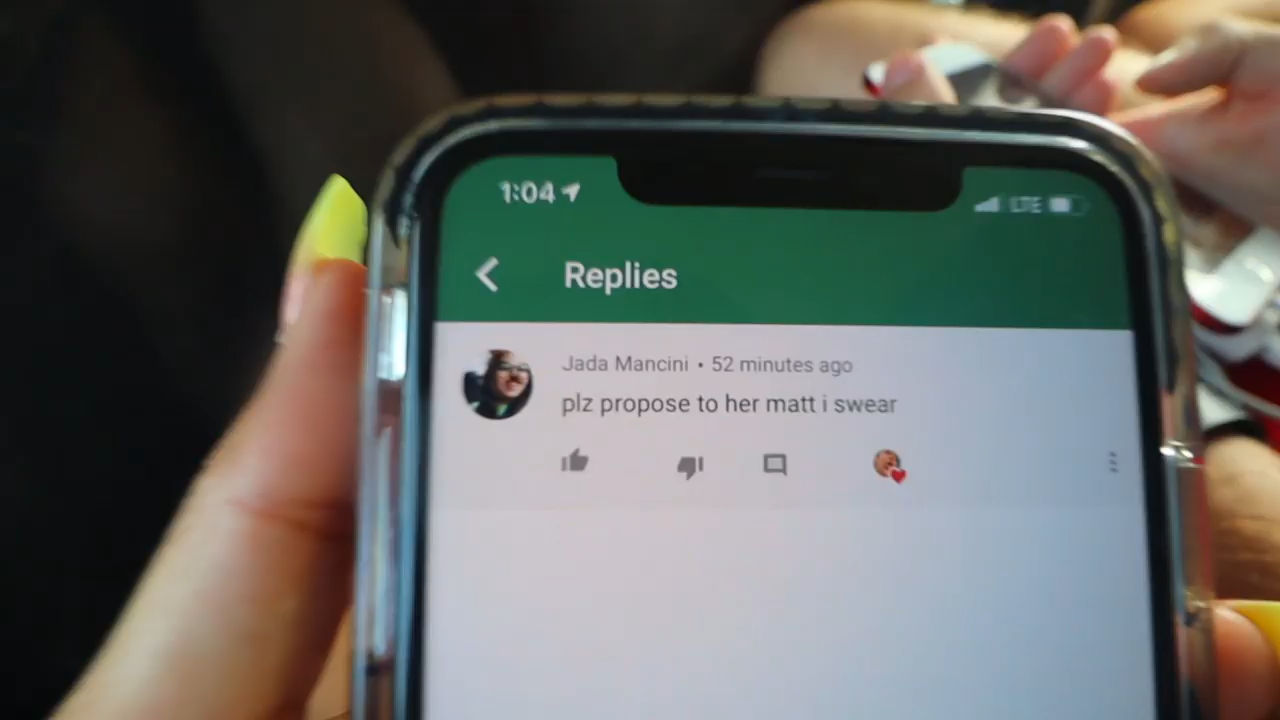 1:04 LTE
Replies
Jada Mancini • 52 minutes ago
plz propose to her matt i swear